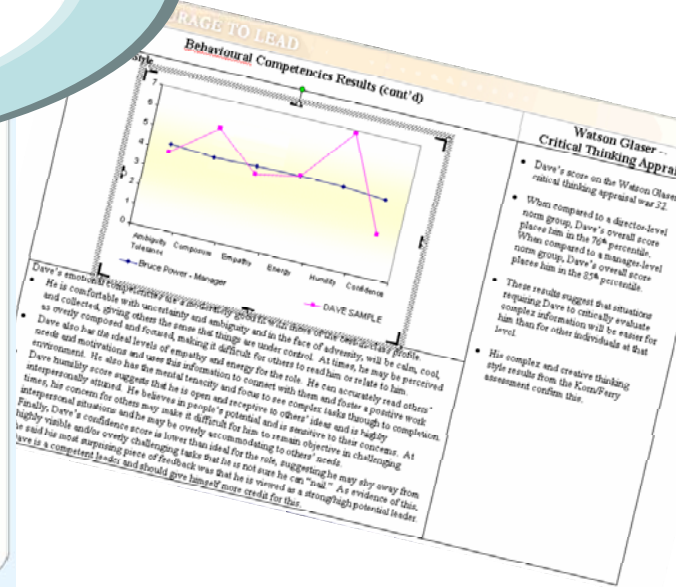 RAGE TO LEAD
Behavioural Competencies Results (cont'd)
tyle
7
6
5
4
3
2
1
0
Ambiguity Tolerance
Composure
Empathy
Energy
Humility
Confidence
Bruce Power - Manager
DAVE SAMPLE
Dave's emotional competencies are a moderately good fit with those of the best-in-class profile.
• He is comfortable with uncertainty and ambiguity and in the face of adversity, will be calm, cool,
and collected, giving others the sense that things are under control. At times, he may be perceived
as overly composed and focused, making it difficult for others to read him or relate to him.
• Dave also has the ideal levels of empathy and energy for the role. He can accurately read others'
needs and motivations and uses this information to connect with them and foster a positive work
environment. He also has the mental tenacity and focus to see complex tasks through to completion.
Dave humility score suggests that he is open and receptive to others' ideas and is highly
interpersonally attuned. He believes in people's potential and is sensitive to their concerns. At
times, his concern for others may make it difficult for him to remain objective in challenging
interpersonal situations and he may be overly accommodating to others' needs.
Finally, Dave's confidence score is lower than ideal for the role, suggesting he may shy away from
highly visible and/or overly challenging tasks that he is not sure he can "nail." As evidence of this,
he said his most surprising piece of feedback was that he is viewed as a strong/high potential leader.
ave is a competent leader and should give himself more credit for this.
Watson Glaser --
Critical Thinking Apprai
• Dave's score on the Watson Glaser
critical thinking appraisal was 32.
• When compared to a director-level
norm group, Dave's overall score
places him in the 76th percentile.
When compared to a manager-level
norm group, Dave's overall score
places him in the 85th percentile.
• These results suggest that situations
requiring Dave to critically evaluate
complex information will be easier for
him than for other individuals at that
level.
• His complex and creative thinking
style results from the Korn/Ferry
assessment confirm this.